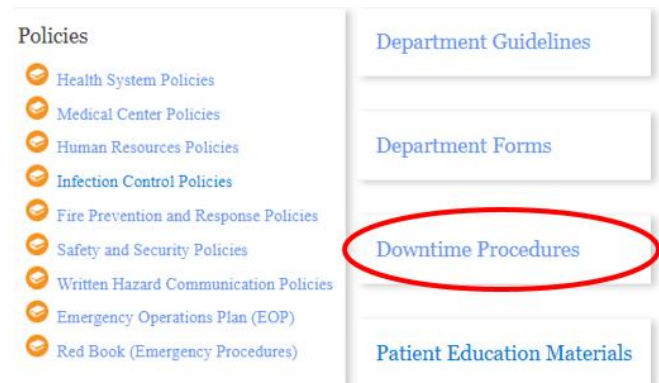 Policies
Health System Policies
Medical Center Policies
Human Resources Policies
Infection Control Policies
Fire Prevention and Response Policies
Safety and Security Policies
Written Hazard Communication Policies
Emergency Operations Plan (EOP)
Red Book (Emergency Procedures)
Department Guidelines
Department Forms
Downtime Procedures
Patient Education Materials